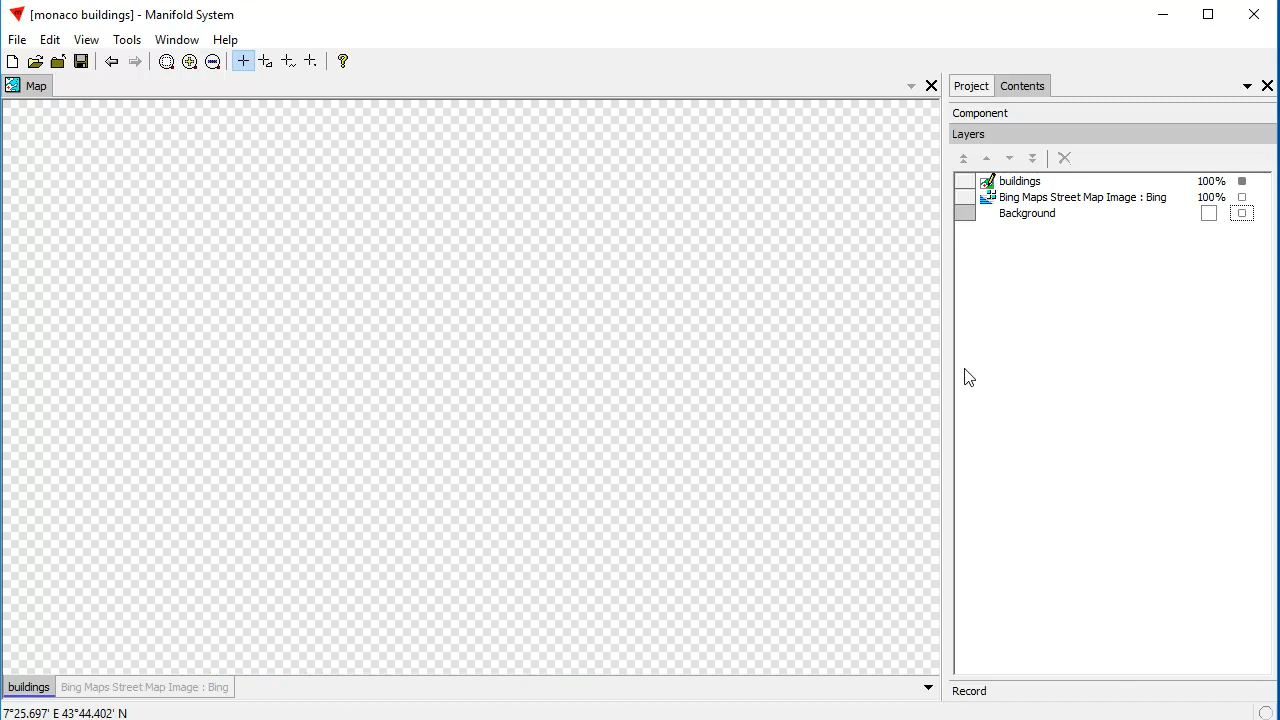 [monaco buildings] - Manifold System
File Edit View Tools Window Help
Map
Project Contents
Component
Layers
buildings 100%
Bing Maps Street Map Image : Bing 100%
Background
buildings Bing Maps Street Map Image : Bing
Record
7°25.697' E 43°44.402' N